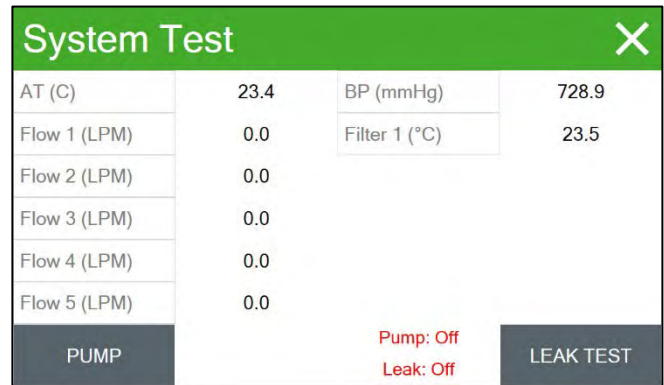 System Test
AT (C) 23.4 BP (mmHg) 728.9
Flow 1 (LPM) 0.0 Filter 1 (°C) 23.5
Flow 2 (LPM) 0.0
Flow 3 (LPM) 0.0
Flow 4 (LPM) 0.0
Flow 5 (LPM) 0.0
PUMP Pump: Off LEAK TEST
Leak: Off